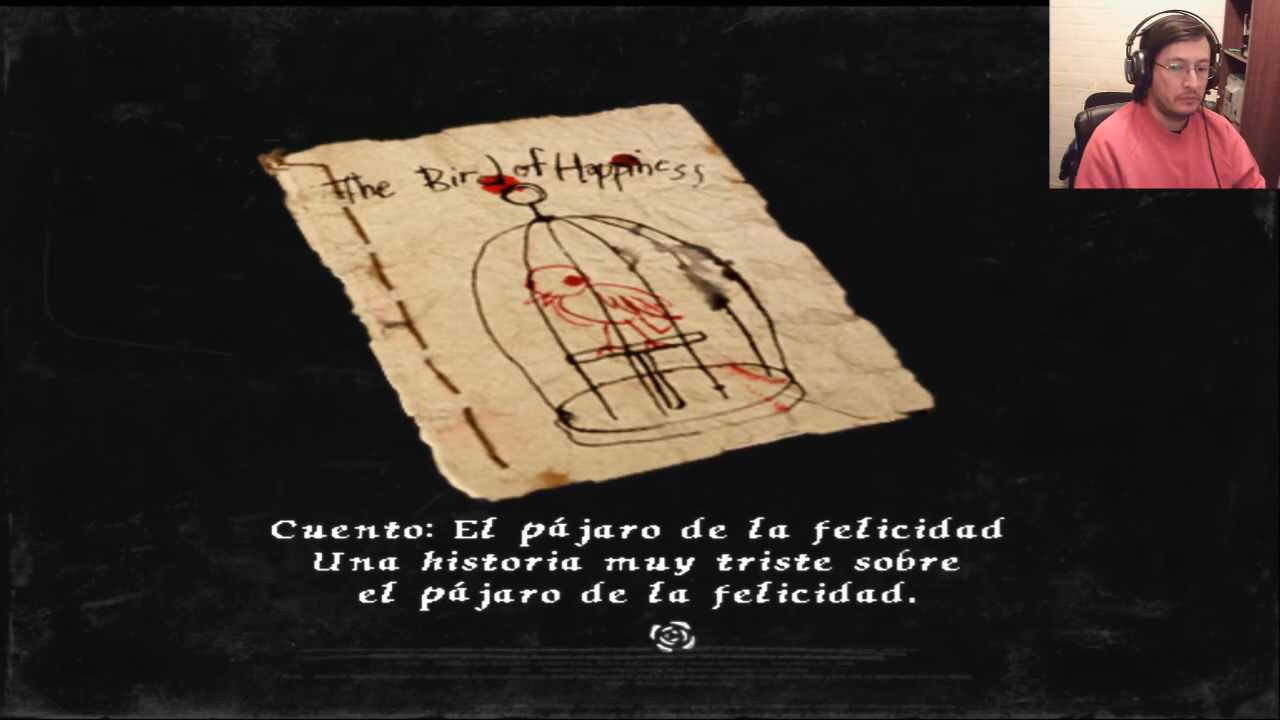 The Bird of Happiness
Cuento: El pájaro de la felicidad
Una historia muy triste sobre
el pájaro de la felicidad.